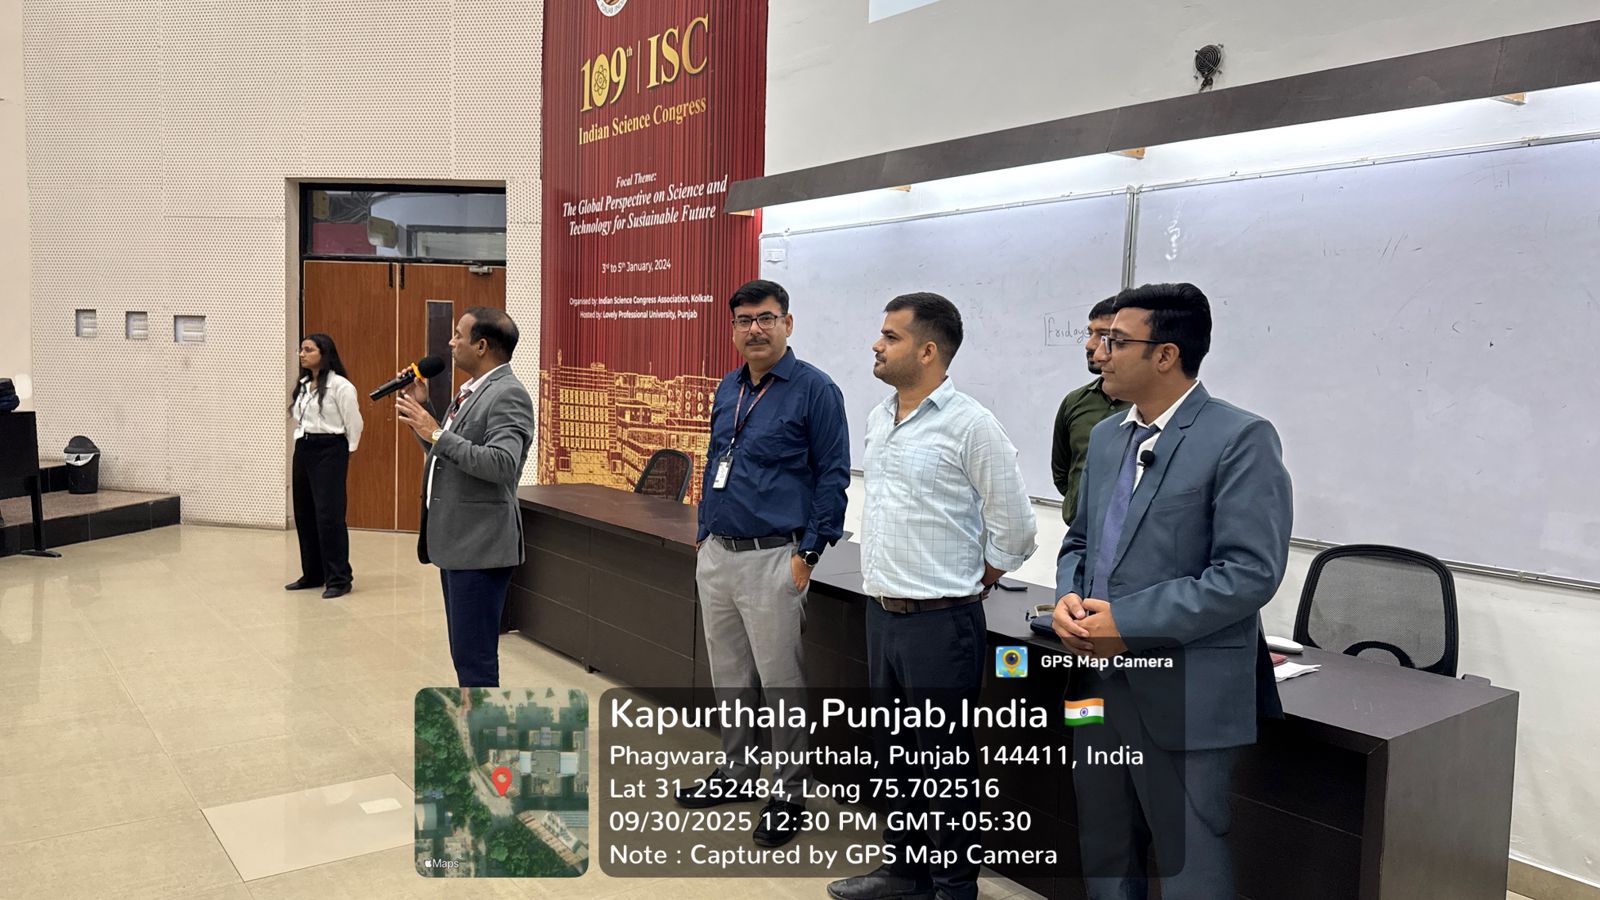 109th | ISC
Indian Science Congress
Focal Theme:
The Global Perspective on Science and
Technology for Sustainable Future
3rd to 5th January, 2024
Organised by: Indian Science Congress Association, Kolkata
Hosted by: Lovely Professional University, Punjab
Friday
GPS Map Camera
Kapurthala,Punjab,India
Phagwara, Kapurthala, Punjab 144411, India
Lat 31.252484, Long 75.702516
09/30/2025 12:30 PM GMT+05:30
Note : Captured by GPS Map Camera
Maps